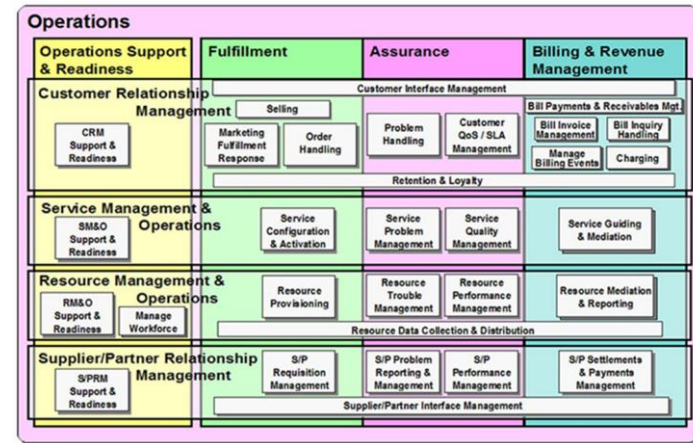 Operations
Operations Support
& Readiness
Fulfillment
Assurance
Billing & Revenue
Management
Customer Relationship
Management
Customer Interface Management
Selling
Bill Payments & Receivables Mgt.
CRM
Support &
Readiness
Marketing
Fulfillment
Response
Order
Handling
Problem
Handling
Customer
QoS / SLA
Management
Bill Invoice
Management
Bill Inquiry
Handling
Manage
Billing Events
Charging
Retention & Loyalty
Service Management &
Operations
SM&O
Support &
Readiness
Service
Configuration
& Activation
Service
Problem
Management
Service
Quality
Management
Service Guiding
& Mediation
Resource Management &
Operations
RM&O
Support &
Readiness
Manage
Workforce
Resource
Provisioning
Resource
Trouble
Management
Resource
Performance
Management
Resource Mediation
& Reporting
Resource Data Collection & Distribution
Supplier/Partner Relationship
Management
S/PRM
Support &
Readiness
S/P
Requisition
Management
S/P Problem
Reporting &
Management
S/P
Performance
Management
S/P Settlements
& Payments
Management
Supplier/Partner Interface Management